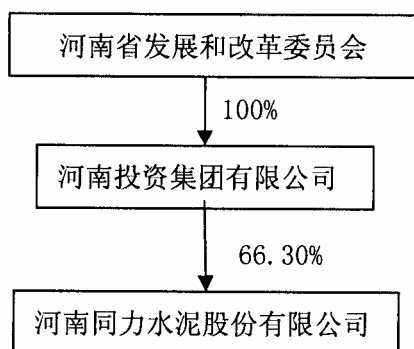 河南省发展和改革委员会
100%
河南投资集团有限公司
66.30%
河南同力水泥股份有限公司